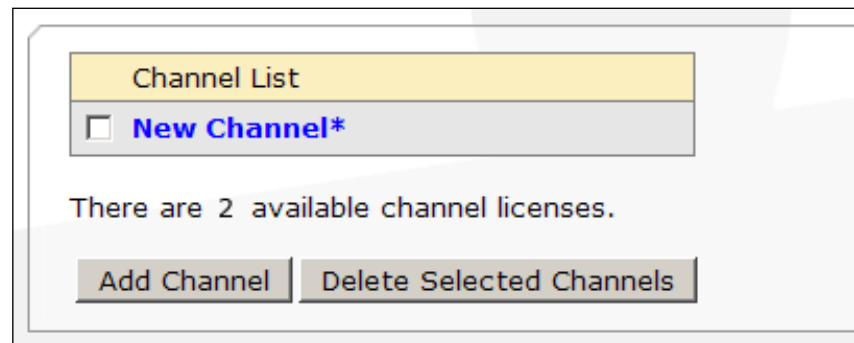 Channel List
New Channel*
There are 2 available channel licenses.
Add Channel Delete Selected Channels